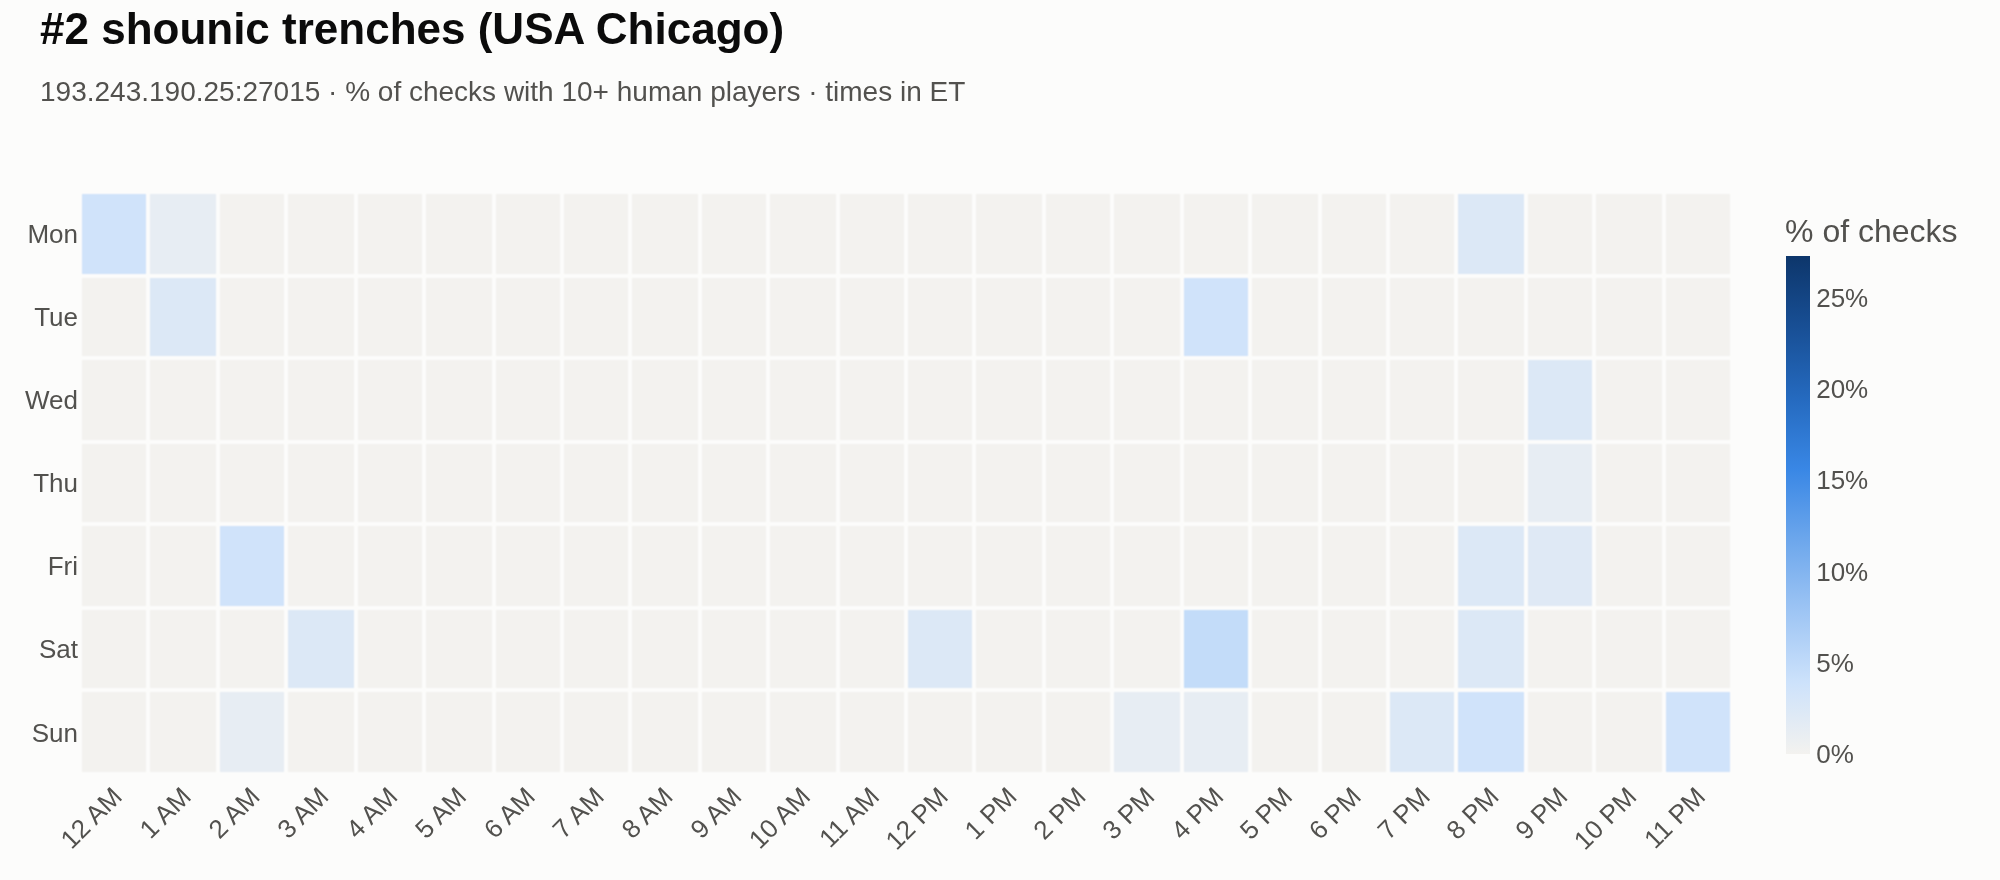 #2 shounic trenches (USA Chicago)
193.243.190.25:27015 · % of checks with 10+ human players · times in ET
% of checks
Mon
Tue
Wed
Thu
Fri
Sat
Sun
25%
20%
15%
10%
5%
0%
12 AM
1 AM
2 AM
3 AM
4 AM
5 AM
6 AM
7 AM
8 AM
9 AM
10 AM
11 AM
12 PM
1 PM
2 PM
3 PM
4 PM
5 PM
6 PM
7 PM
8 PM
9 PM
10 PM
11 PM